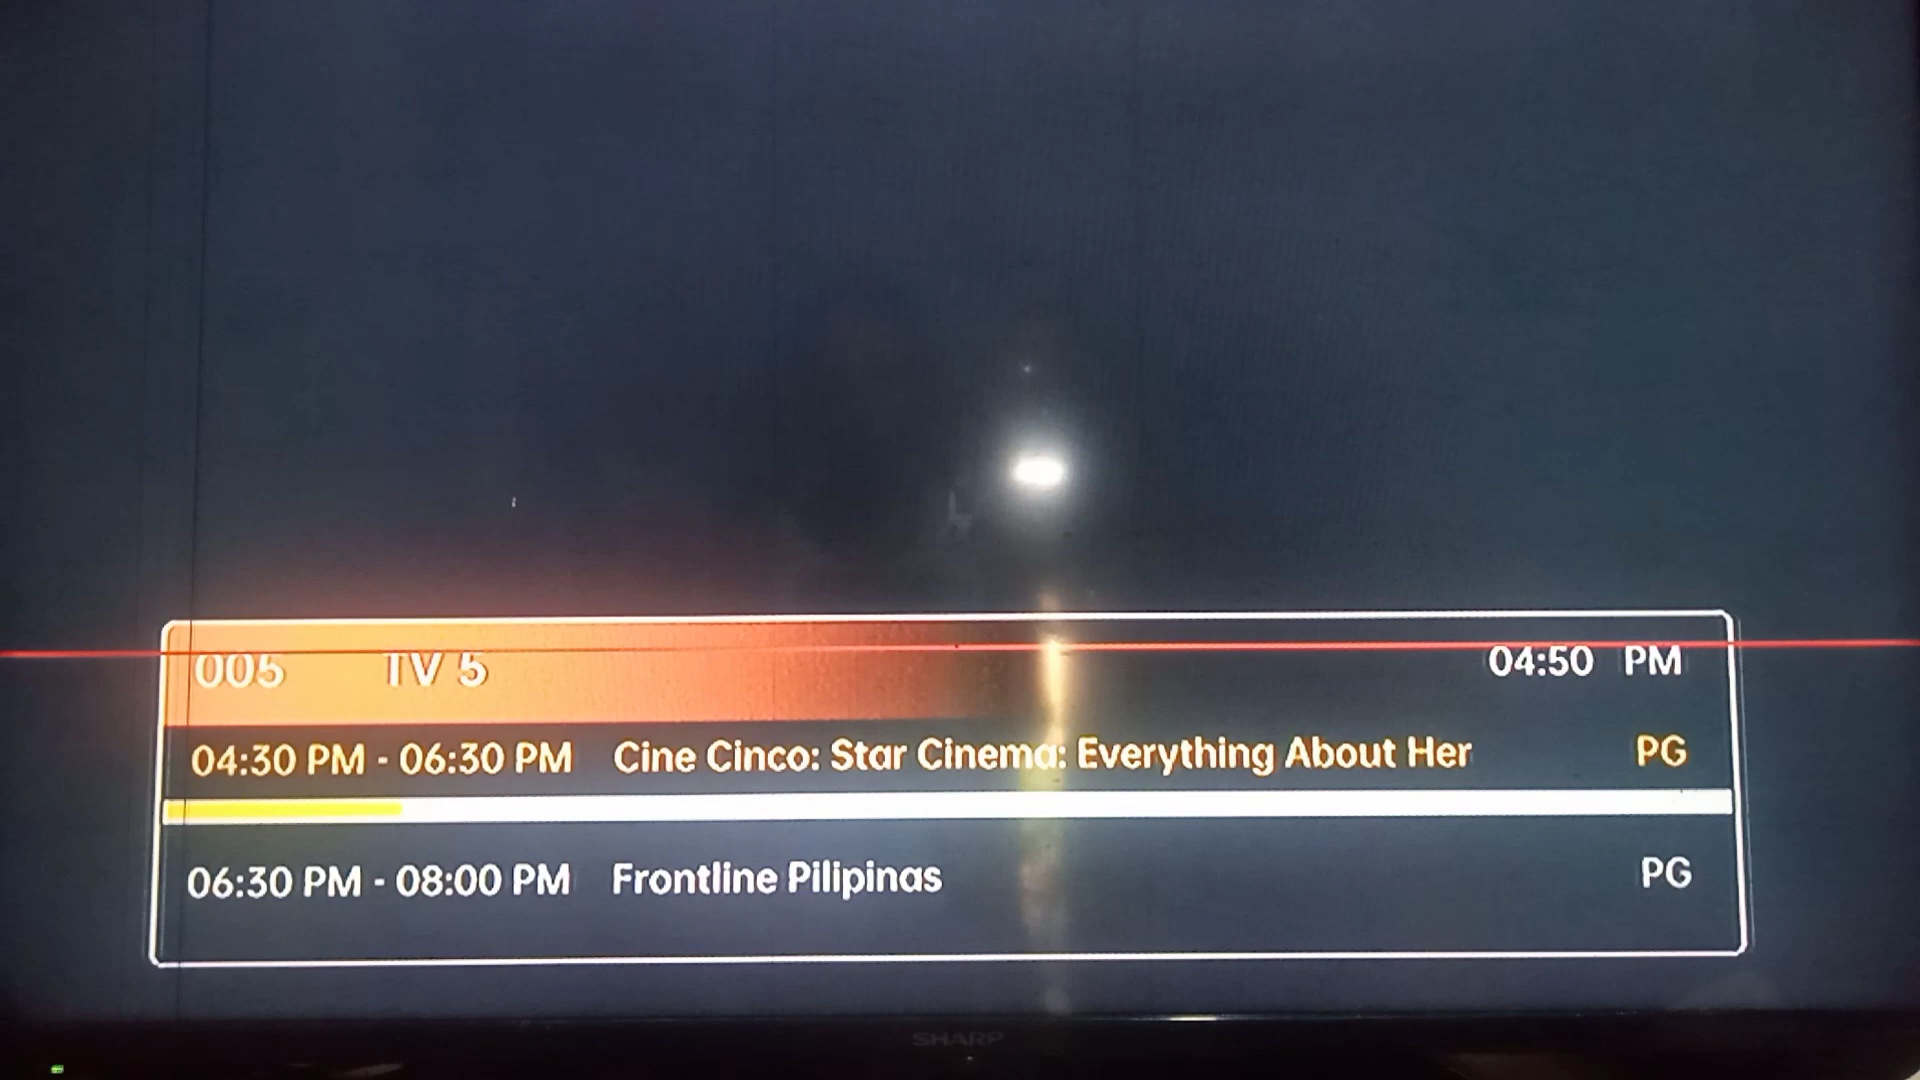 005 TV 5 04:50 PM
04:30 PM - 06:30 PM Cine Cinco: Star Cinema: Everything About Her PG
06:30 PM - 08:00 PM Frontline Pilipinas PG
SHARP